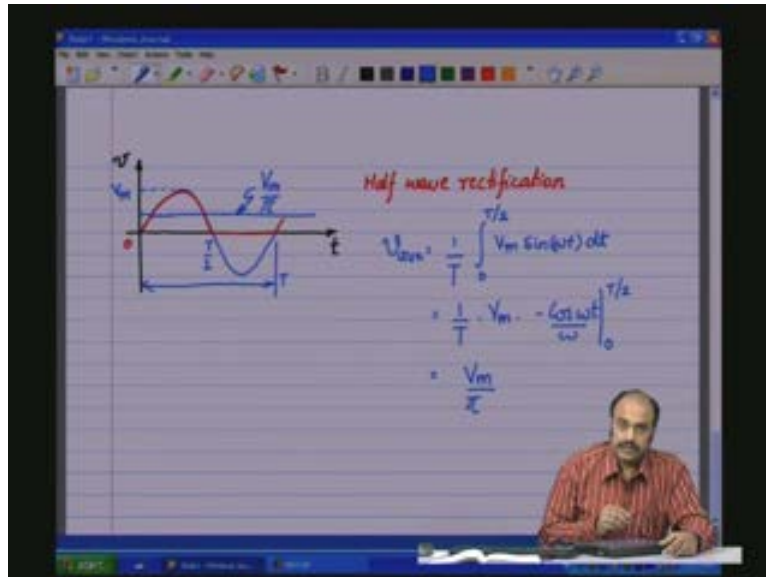 v
Vm
Vm/π
0
T/2
T
t
Half wave rectification
Vave = 1/T ∫₀^T/2 Vm sin(ωt) dt
= 1/T · Vm · -cos ωt/ω |₀^T/2
= Vm/π